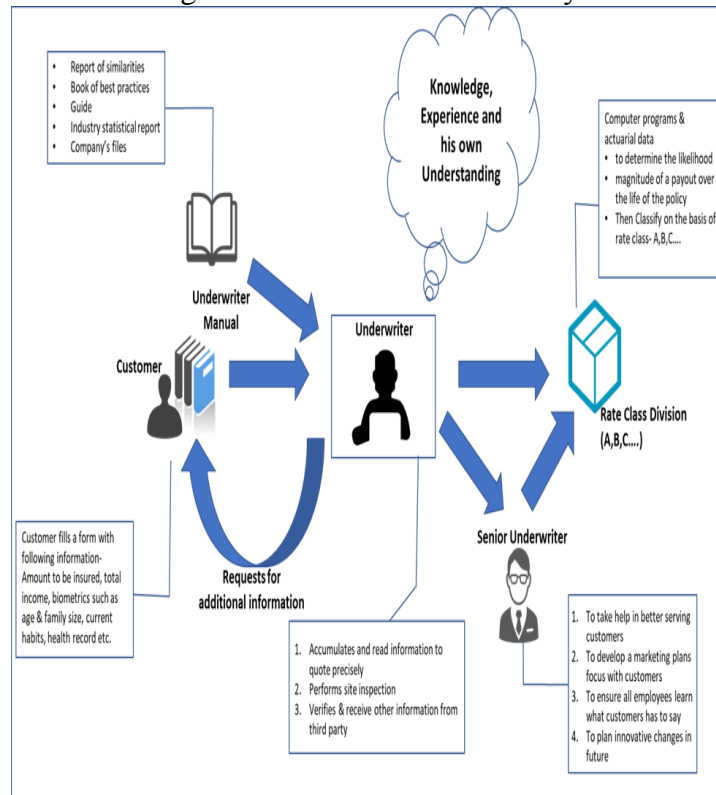 • Report of similarities
• Book of best practices
• Guide
• Industry statistical report
• Company's files
Knowledge,
Experience and
his own
Understanding
Computer programs &
actuarial data
• to determine the likelihood
• magnitude of a payout over
the life of the policy
• Then Classify on the basis of
rate class- A,B,C....
Underwriter
Manual
Customer
Underwriter
Rate Class Division
(A,B,C....)
Customer fills a form with
following information-
Amount to be insured, total
income, biometrics such as
age & family size, current
habits, health record etc.
Requests for
additional information
Senior Underwriter
1. Accumulates and read information to
quote precisely
2. Performs site inspection
3. Verifies & receive other information from
third party
1. To take help in better serving
customers
2. To develop a marketing plans
focus with customers
3. To ensure all employees learn
what customers has to say
4. To plan innovative changes in
future